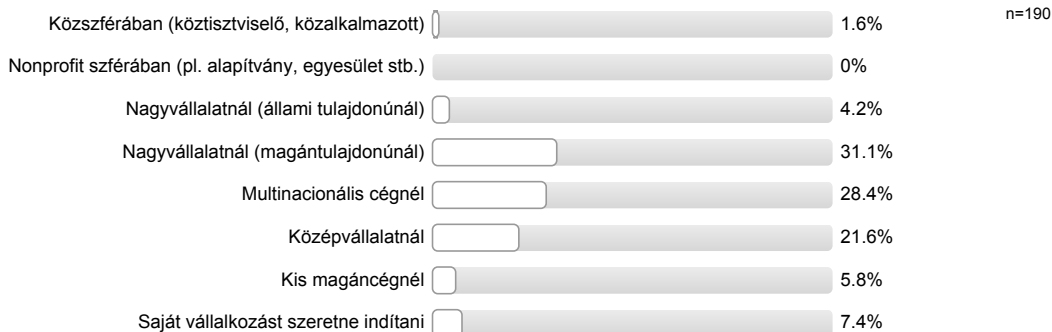 Közszférában (köztisztviselő, közalkalmazott) 1.6% n=190
Nonprofit szférában (pl. alapítvány, egyesület stb.) 0%
Nagyvállalatnál (állami tulajdonúnál) 4.2%
Nagyvállalatnál (magántulajdonúnál) 31.1%
Multinacionális cégnél 28.4%
Középvállalatnál 21.6%
Kis magáncégnél 5.8%
Saját vállalkozást szeretne indítani 7.4%